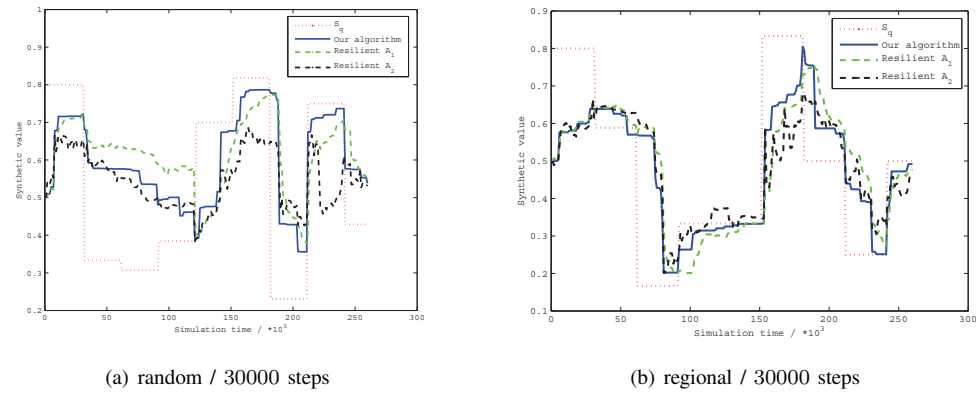 1
0.9
0.8
0.7
0.6
0.5
0.4
0.3
0.2
Synthetic value
0 50 100 150 200 250 300
Simulation time / *10^3
S_q
Our algorithm
Resilient A_1
Resilient A_2
(a) random / 30000 steps
0.9
0.8
0.7
0.6
0.5
0.4
0.3
0.2
0.1
Synthetic value
0 50 100 150 200 250 300
Simulation time / *10^3
S_q
Our algorithm
Resilient A_1
Resilient A_2
(b) regional / 30000 steps